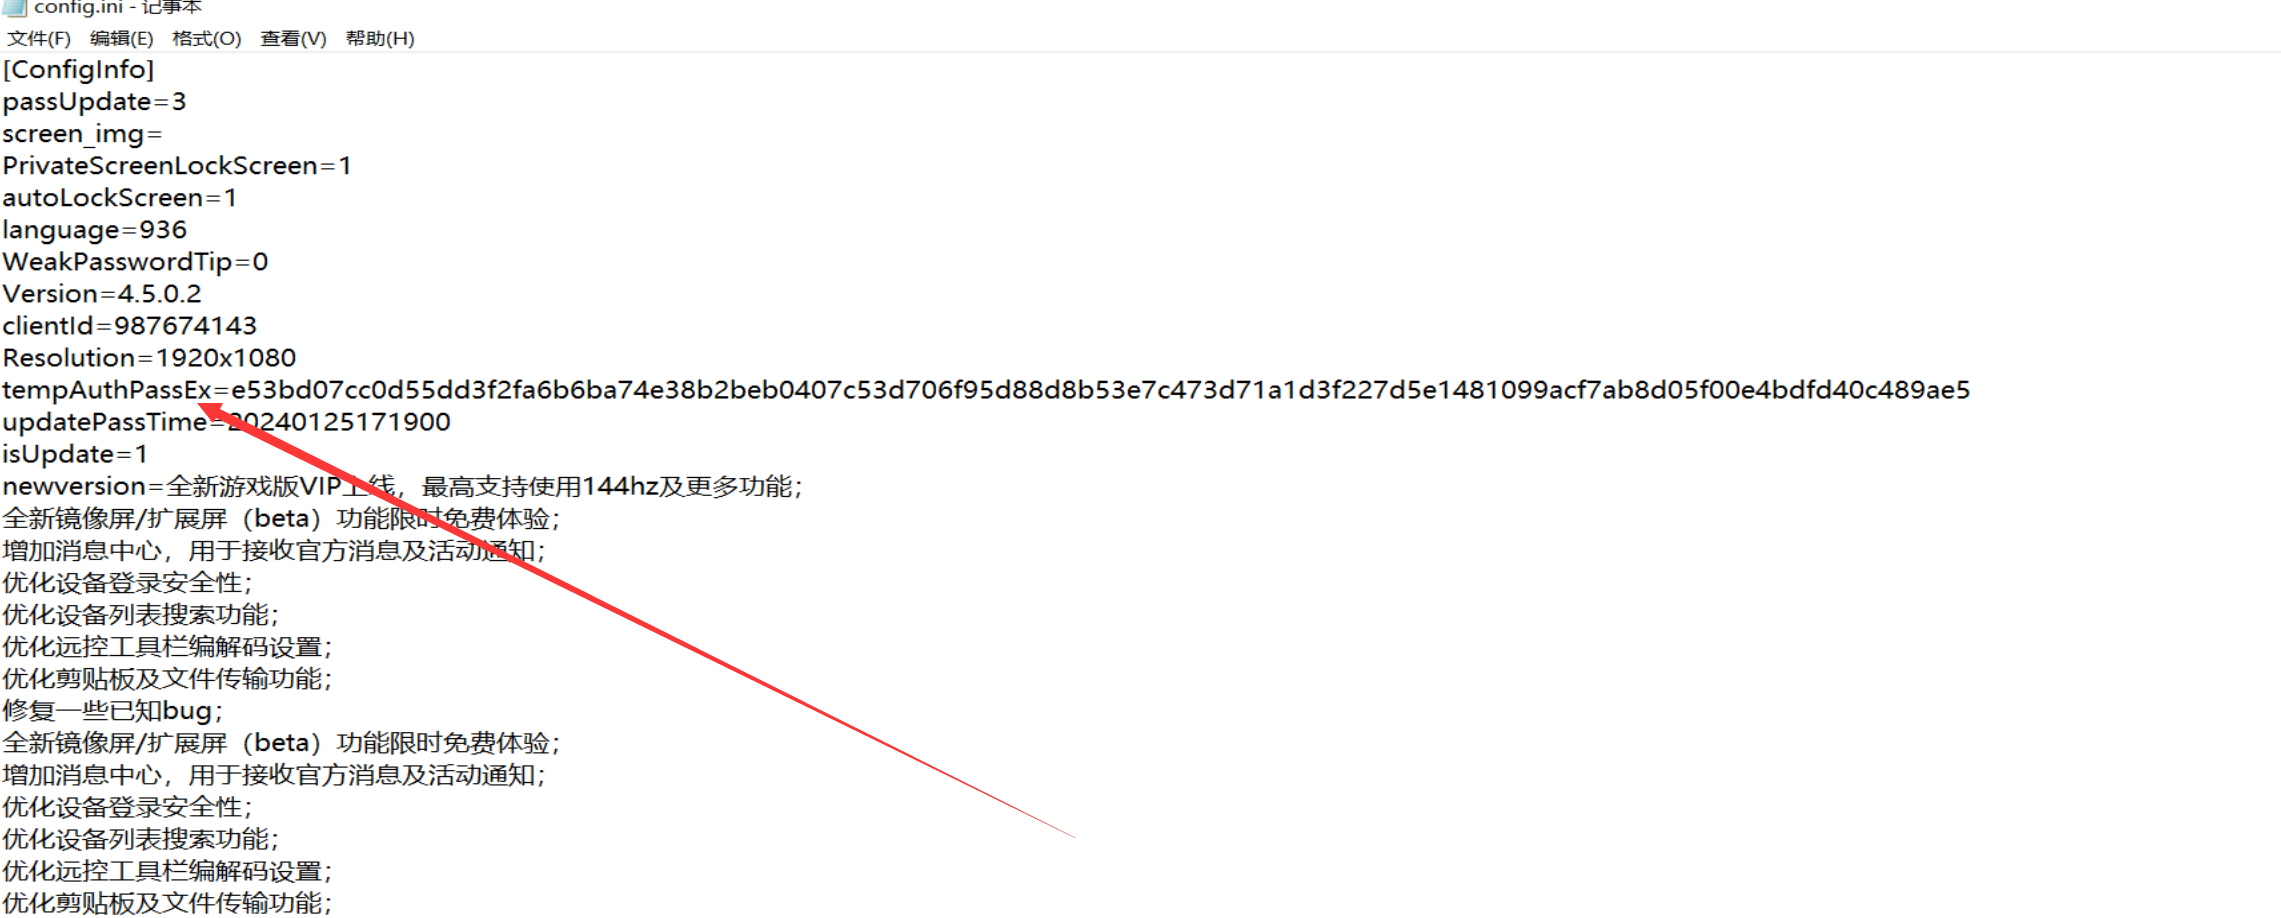 config.ini - 记事本
文件(F) 编辑(E) 格式(O) 查看(V) 帮助(H)
[ConfigInfo]
passUpdate=3
screen_img=
PrivateScreenLockScreen=1
autoLockScreen=1
language=936
WeakPasswordTip=0
Version=4.5.0.2
clientId=987674143
Resolution=1920x1080
tempAuthPassEx=e53bd07cc0d55dd3f2fa6b6ba74e38b2beb0407c53d706f95d88d8b53e7c473d71a1d3f227d5e1481099acf7ab8d05f00e4bdfd40c489ae5
updatePassTime=20240125171900
isUpdate=1
newversion=全新游戏版VIP上线，最高支持使用144hz及更多功能；
全新镜像屏/扩展屏（beta）功能限时免费体验；
增加消息中心，用于接收官方消息及活动通知；
优化设备登录安全性；
优化设备列表搜索功能；
优化远控工具栏编解码设置；
优化剪贴板及文件传输功能；
修复一些已知bug；
全新镜像屏/扩展屏（beta）功能限时免费体验；
增加消息中心，用于接收官方消息及活动通知；
优化设备登录安全性；
优化设备列表搜索功能；
优化远控工具栏编解码设置；
优化剪贴板及文件传输功能；